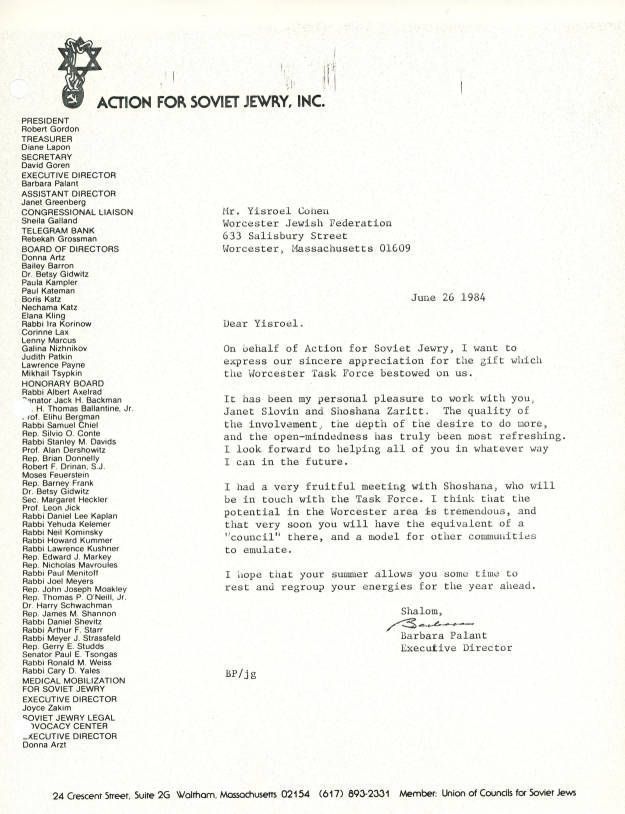 ACTION FOR SOVIET JEWRY, INC.
PRESIDENT
Robert Gordon
TREASURER
Diane Lapon
SECRETARY
David Goren
EXECUTIVE DIRECTOR
Barbara Palant
ASSISTANT DIRECTOR
Janet Greenberg
CONGRESSIONAL LIAISON
Sheila Galland
TELEGRAM BANK
Rebekah Grossman
BOARD OF DIRECTORS
Donna Artz
Bailey Barron
Dr. Betsy Gidwitz
Paula Kampler
Paul Kateman
Boris Katz
Nechama Katz
Elana Kling
Rabbi Ira Korinow
Corinne Lax
Lenny Marcus
Galina Nizhnikov
Judith Patkin
Lawrence Payne
Mikhail Tsypkin
HONORARY BOARD
Rabbi Albert Axelrad
enator Jack H. Backman
. H. Thomas Ballantine, Jr.
rof. Elihu Bergman
Rabbi Samuel Chiel
Rep. Silvio O. Conte
Rabbi Stanley M. Davids
Prof. Alan Dershowitz
Rep. Brian Donnelly
Robert F. Drinan, S.J.
Moses Feuerstein
Rep. Barney Frank
Dr. Betsy Gidwitz
Sec. Margaret Heckler
Prof. Leon Jick
Rabbi Daniel Lee Kaplan
Rabbi Yehuda Kelemer
Rabbi Neil Kominsky
Rabbi Howard Kummer
Rabbi Lawrence Kushner
Rep. Edward J. Markey
Rep. Nicholas Mavroules
Rabbi Paul Menitoff
Rabbi Joel Meyers
Rep. John Joseph Moakley
Rep. Thomas P. O'Neill, Jr.
Dr. Harry Schwachman
Rep. James M. Shannon
Rabbi Daniel Shevitz
Rabbi Arthur F. Starr
Rabbi Meyer J. Strassfeld
Rep. Gerry E. Studds
Senator Paul E. Tsongas
Rabbi Ronald M. Weiss
Rabbi Cary D. Yales
MEDICAL MOBILIZATION
FOR SOVIET JEWRY
EXECUTIVE DIRECTOR
Joyce Zakim
SOVIET JEWRY LEGAL
DVOCACY CENTER
EXECUTIVE DIRECTOR
Donna Arzt
Mr. Yisroel Cohen
Worcester Jewish Federation
633 Salisbury Street
Worcester, Massachusetts 01609
June 26 1984
Dear Yisroel.
On behalf of Action for Soviet Jewry, I want to
express our sincere appreciation for the gift which
the Worcester Task Force bestowed on us.
It has been my personal pleasure to work with you,
Janet Slovin and Shoshana Zaritt. The quality of
the involvement, the depth of the desire to do more,
and the open-mindedness has truly been most refreshing.
I look forward to helping all of you in whatever way
I can in the future.
I had a very fruitful meeting with Shoshana, who will
be in touch with the Task Force. I think that the
potential in the Worcester area is tremendous, and
that very soon you will have the equivalent of a
"council" there, and a model for other communities
to emulate.
I hope that your summer allows you some time to
rest and regroup your energies for the year ahead.
Shalom,
Barbara
Barbara Palant
Executive Director
BP/jg
24 Crescent Street, Suite 2G Waltham, Massachusetts 02154 (617) 893-2331 Member: Union of Councils for Soviet Jews